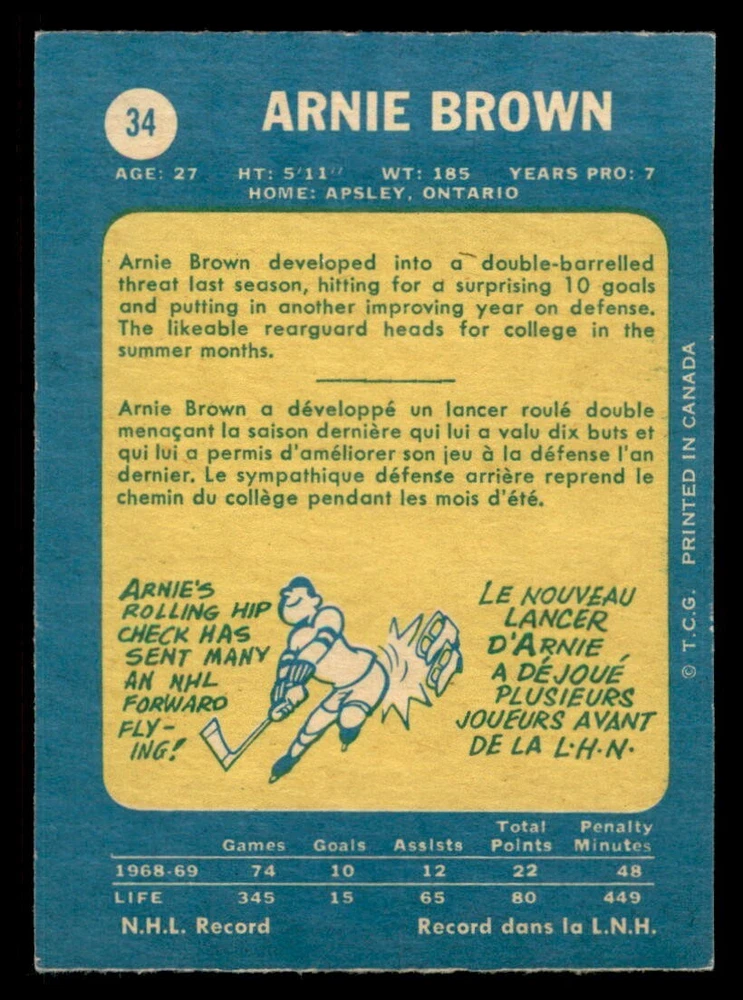 34
ARNIE BROWN
AGE: 27 HT: 5'11" WT: 185 YEARS PRO: 7
HOME: APSLEY, ONTARIO
Arnie Brown developed into a double-barrelled
threat last season, hitting for a surprising 10 goals
and putting in another improving year on defense.
The likeable rearguard heads for college in the
summer months.
Arnie Brown a développé un lancer roulé double
menaçant la saison dernière qui lui a valu dix buts et
qui lui a permis d'améliorer son jeu à la défense l'an
dernier. Le sympathique défense arrière reprend le
chemin du collège pendant les mois d'été.
ARNIE'S
ROLLING HIP
CHECK HAS
SENT MANY
AN NHL
FORWARD
FLY-
ING!
LE NOUVEAU
LANCER
D'ARNIE
A DÉJOUÉ
PLUSIEURS
JOUEURS AVANT
DE LA L.H.N.
© T.C.G. PRINTED IN CANADA
Total Penalty
Games Goals Assists Points Minutes
1968-69 74 10 12 22 48
LIFE 345 15 65 80 449
N.H.L. Record Record dans la L.N.H.